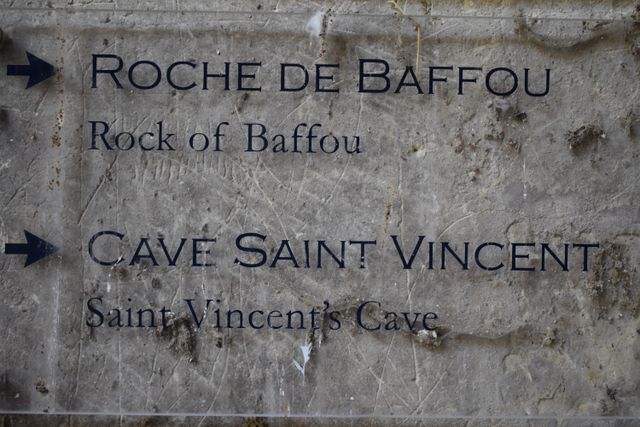 ROCHE DE BAFFOU
Rock of Baffou
CAVE SAINT VINCENT
Saint Vincent's Cave